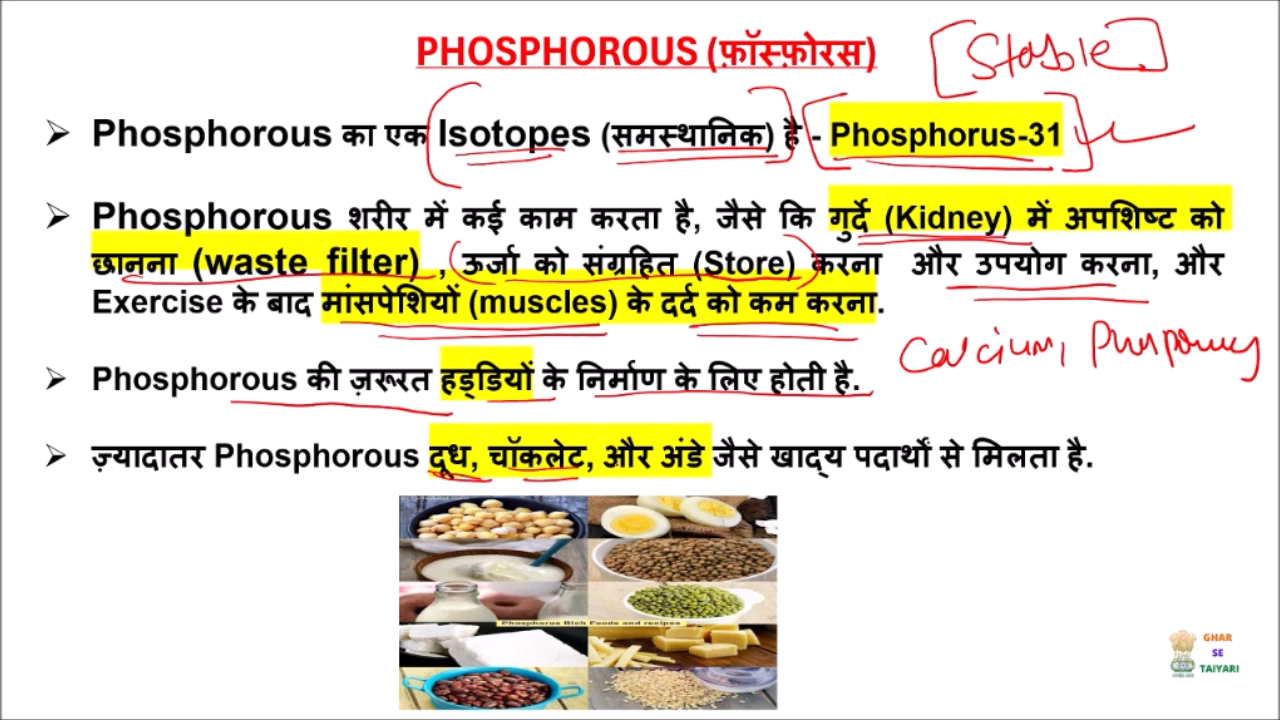 PHOSPHOROUS (फ़ॉस्फ़ोरस)
[Stable]
➢ Phosphorous का एक Isotopes (समस्थानिक) है - Phosphorus-31
➢ Phosphorous शरीर में कई काम करता है, जैसे कि गुर्दे (Kidney) में अपशिष्ट को
छानना (waste filter) , ऊर्जा को संग्रहित (Store) करना और उपयोग करना, और
Exercise के बाद मांसपेशियों (muscles) के दर्द को कम करना.
Calcium,
➢ Phosphorous की ज़रूरत हड्डियों के निर्माण के लिए होती है.
➢ ज़्यादातर Phosphorous दूध, चॉकलेट, और अंडे जैसे खाद्य पदार्थों से मिलता है.
Phosphorus Rich Foods and recipes
GHAR
SE
TAIYARI